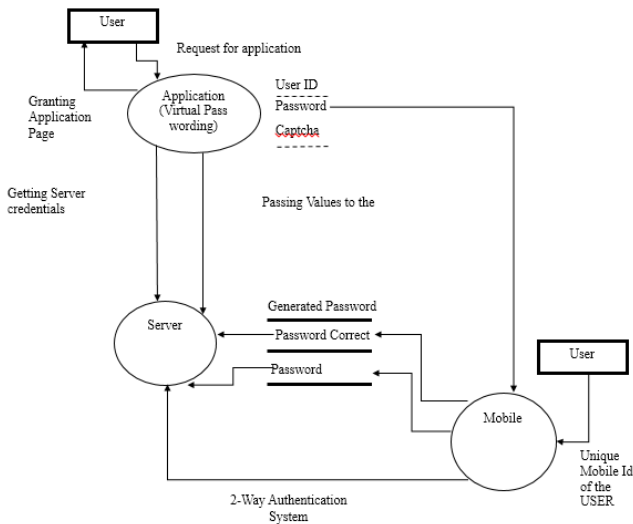 User
Request for application
Application
(Virtual Pass
wording)
User ID
Password
Captcha
Granting
Application
Page
Getting Server
credentials
Passing Values to the
Generated Password
Server
Password Correct
Password
User
Mobile
Unique
Mobile Id
of the
USER
2-Way Authentication
System